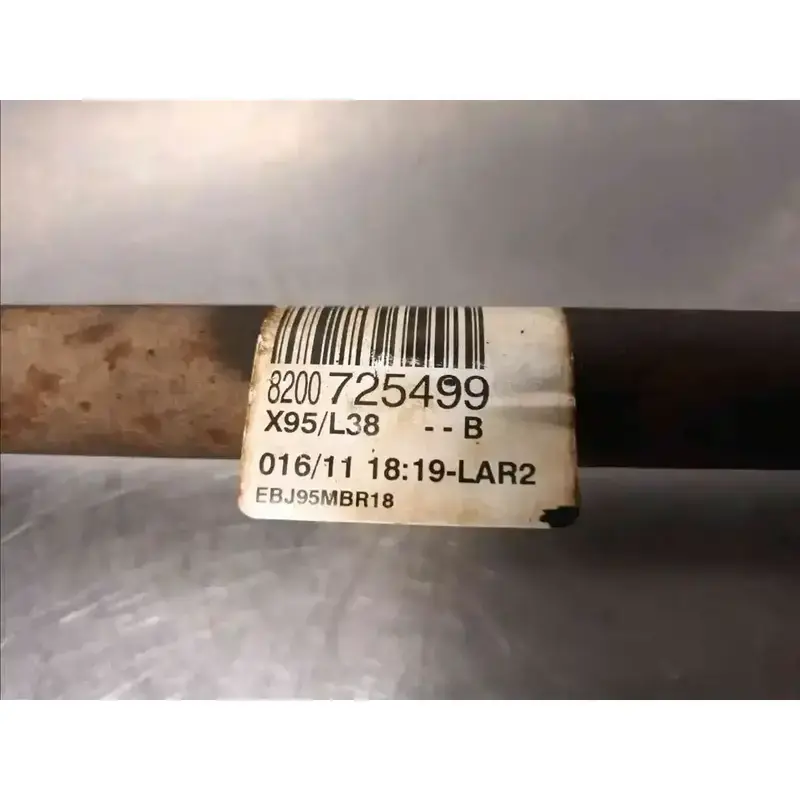 8200 725499
X95/L38 --B
016/11 18:19-LAR2
EBJ95MBR18